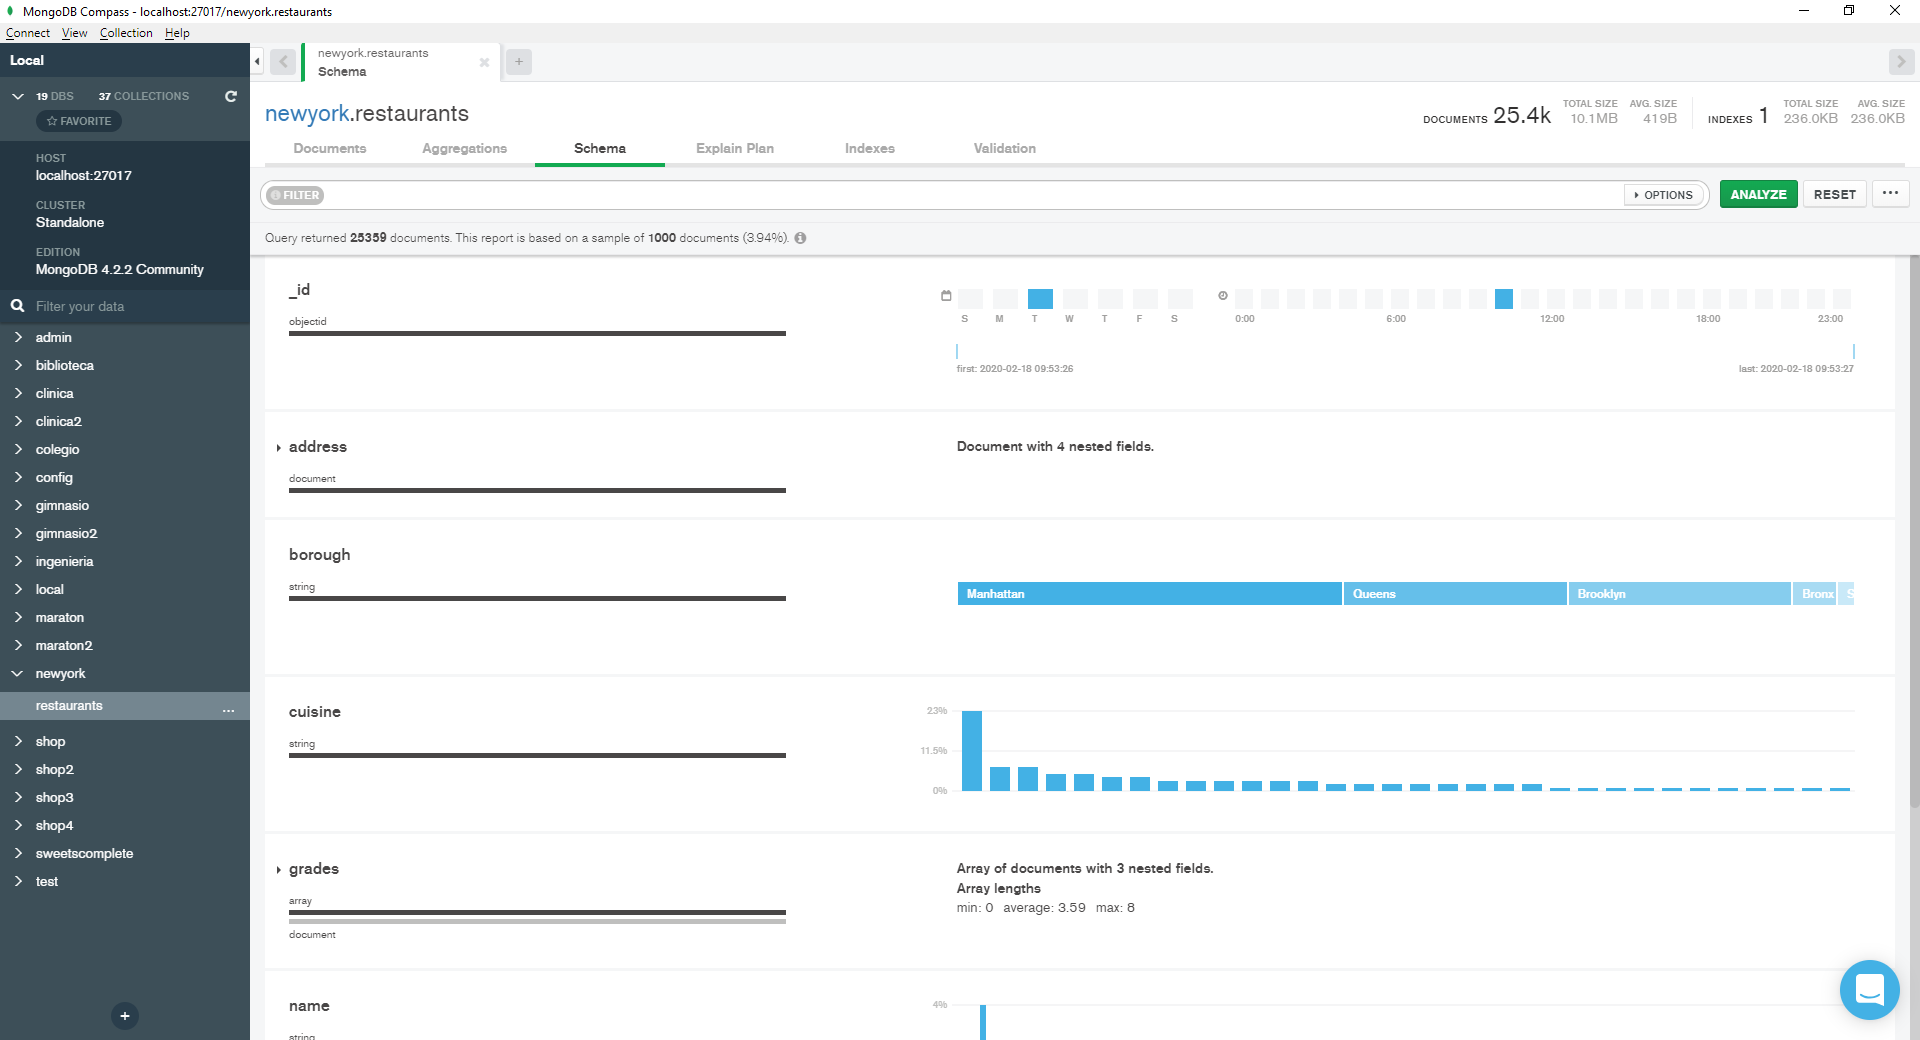 MongoDB Compass - localhost:27017/newyork.restaurants
Connect View Collection Help
Local
19 DBS 37 COLLECTIONS
FAVORITE
HOST
localhost:27017
CLUSTER
Standalone
EDITION
MongoDB 4.2.2 Community
Filter your data
admin
biblioteca
clinica
clinica2
colegio
config
gimnasio
gimnasio2
ingenieria
local
maraton
maraton2
newyork
restaurants ...
shop
shop2
shop3
shop4
sweetscomplete
test
+
newyork.restaurants
Schema
+
newyork.restaurants
DOCUMENTS 25.4k TOTAL SIZE 10.1MB AVG. SIZE 419B INDEXES 1 TOTAL SIZE 236.0KB AVG. SIZE 236.0KB
Documents Aggregations Schema Explain Plan Indexes Validation
FILTER OPTIONS ANALYZE RESET ...
Query returned 25359 documents. This report is based on a sample of 1000 documents (3.94%).
_id
objectid
S M T W T F S 0:00 6:00 12:00 18:00 23:00
first: 2020-02-18 09:53:26 last: 2020-02-18 09:53:27
address
document
Document with 4 nested fields.
borough
string
Manhattan Queens Brooklyn Bronx S
cuisine
string
23%
11.5%
0%
grades
array
document
Array of documents with 3 nested fields.
Array lengths
min: 0 average: 3.59 max: 8
name
string
4%